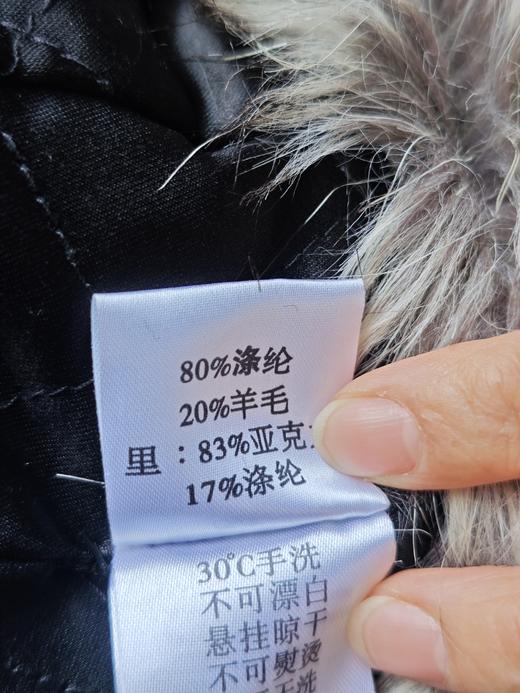 80%涤纶
20%羊毛
里：83%亚克
17%涤纶
30℃手洗
不可漂白
悬挂晾干
不可熨烫